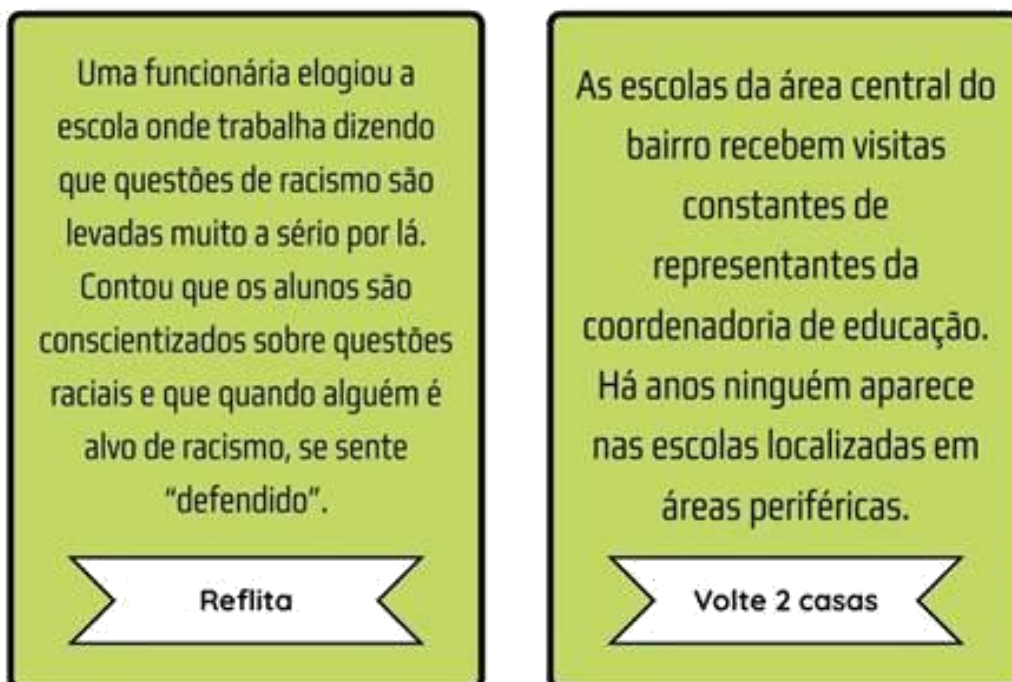 Uma funcionária elogiou a
escola onde trabalha dizendo
que questões de racismo são
levadas muito a sério por lá.
Contou que os alunos são
conscientizados sobre questões
raciais e que quando alguém é
alvo de racismo, se sente
“defendido”.
Reflita
As escolas da área central do
bairro recebem visitas
constantes de
representantes da
coordenadoria de educação.
Há anos ninguém aparece
nas escolas localizadas em
áreas periféricas.
Volte 2 casas